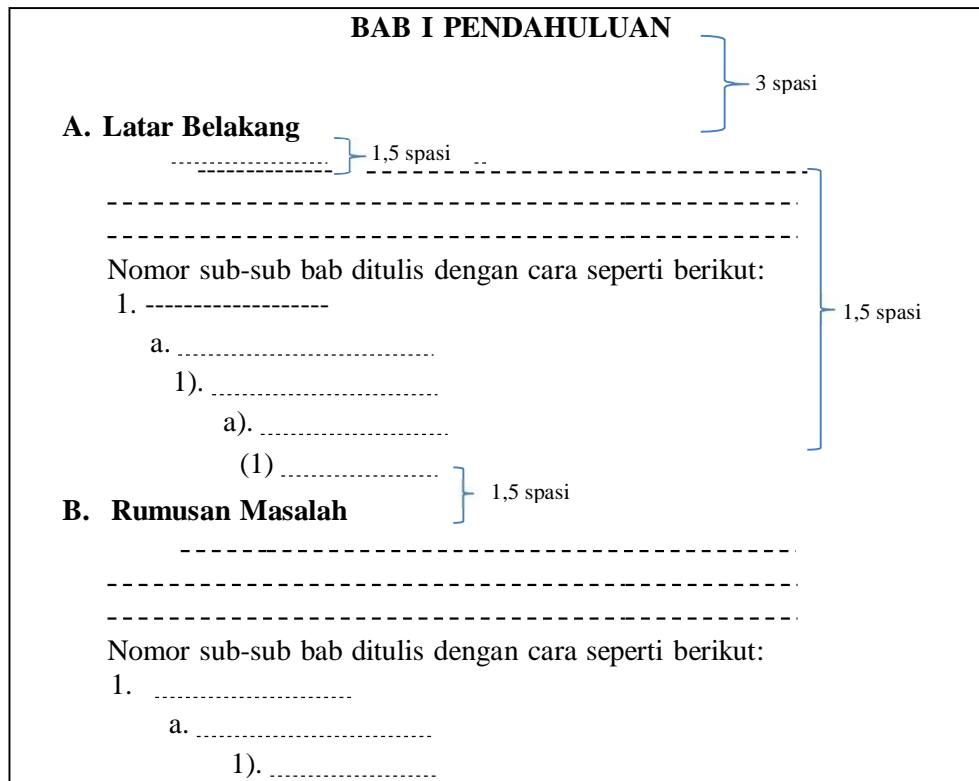 BAB I PENDAHULUAN
3 spasi
A. Latar Belakang
1,5 spasi
Nomor sub-sub bab ditulis dengan cara seperti berikut:
1.
1,5 spasi
a.
1).
a).
(1)
1,5 spasi
B. Rumusan Masalah
Nomor sub-sub bab ditulis dengan cara seperti berikut:
1.
a.
1).